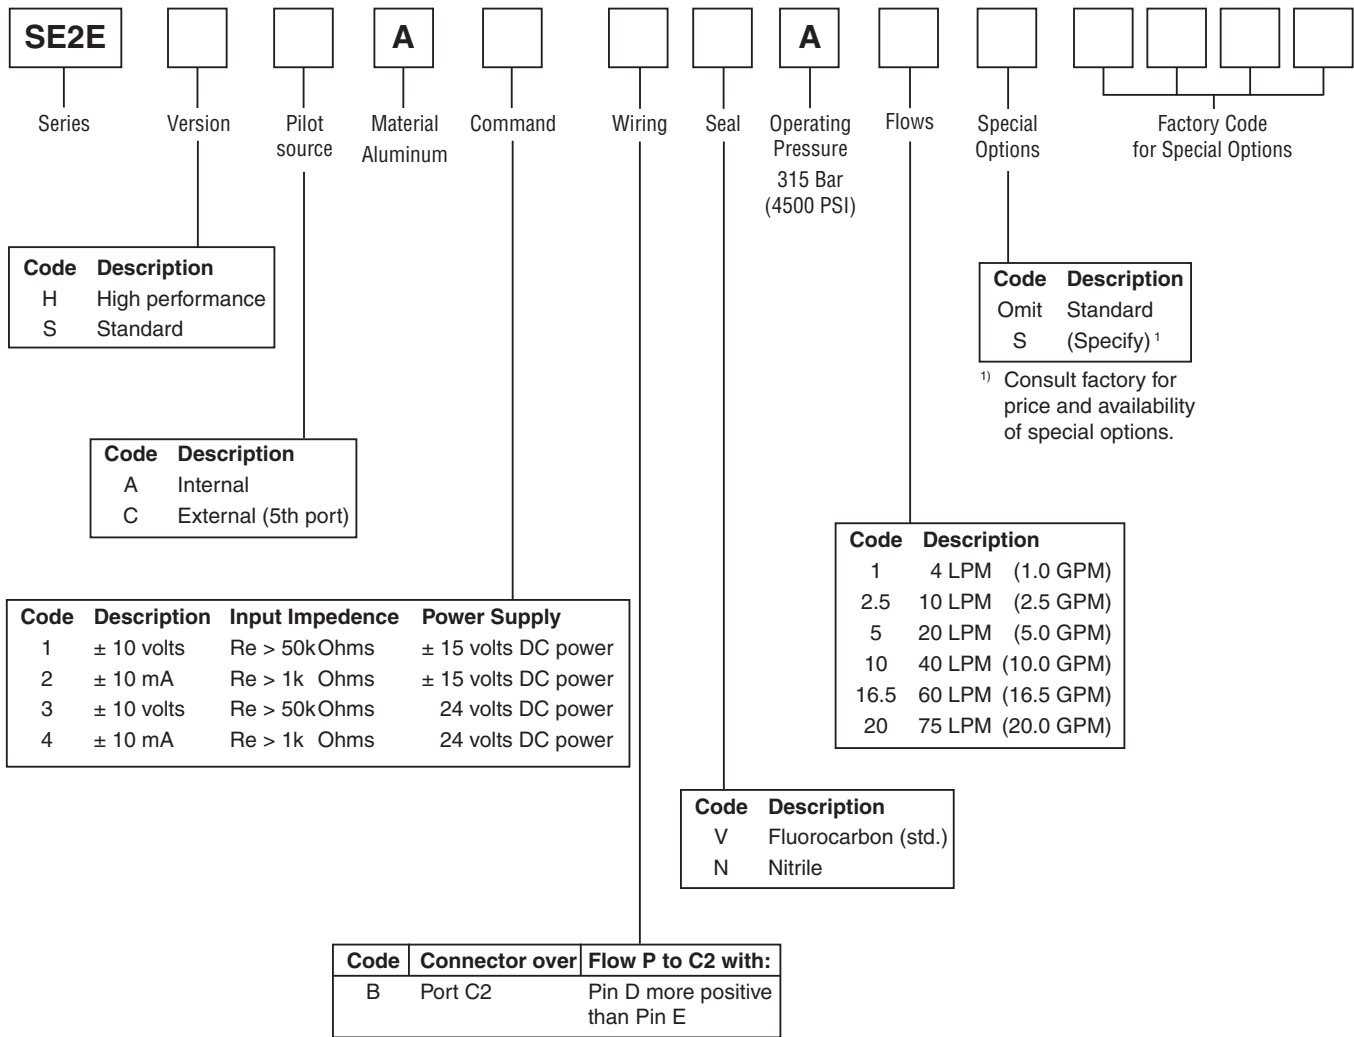 SE2E A A
Series Version Pilot source Material Aluminum Command Wiring Seal Operating Pressure 315 Bar (4500 PSI) Flows Special Options Factory Code for Special Options
Code Description
H High performance
S Standard
Code Description
Omit Standard
S (Specify) 1
1) Consult factory for
price and availability
of special options.
Code Description
A Internal
C External (5th port)
Code Description
1 4 LPM (1.0 GPM)
2.5 10 LPM (2.5 GPM)
5 20 LPM (5.0 GPM)
10 40 LPM (10.0 GPM)
16.5 60 LPM (16.5 GPM)
20 75 LPM (20.0 GPM)
Code Description Input Impedence Power Supply
1 ± 10 volts Re > 50kOhms ± 15 volts DC power
2 ± 10 mA Re > 1k Ohms ± 15 volts DC power
3 ± 10 volts Re > 50kOhms 24 volts DC power
4 ± 10 mA Re > 1k Ohms 24 volts DC power
Code Description
V Fluorocarbon (std.)
N Nitrile
Code Connector over Flow P to C2 with:
B Port C2 Pin D more positive
than Pin E